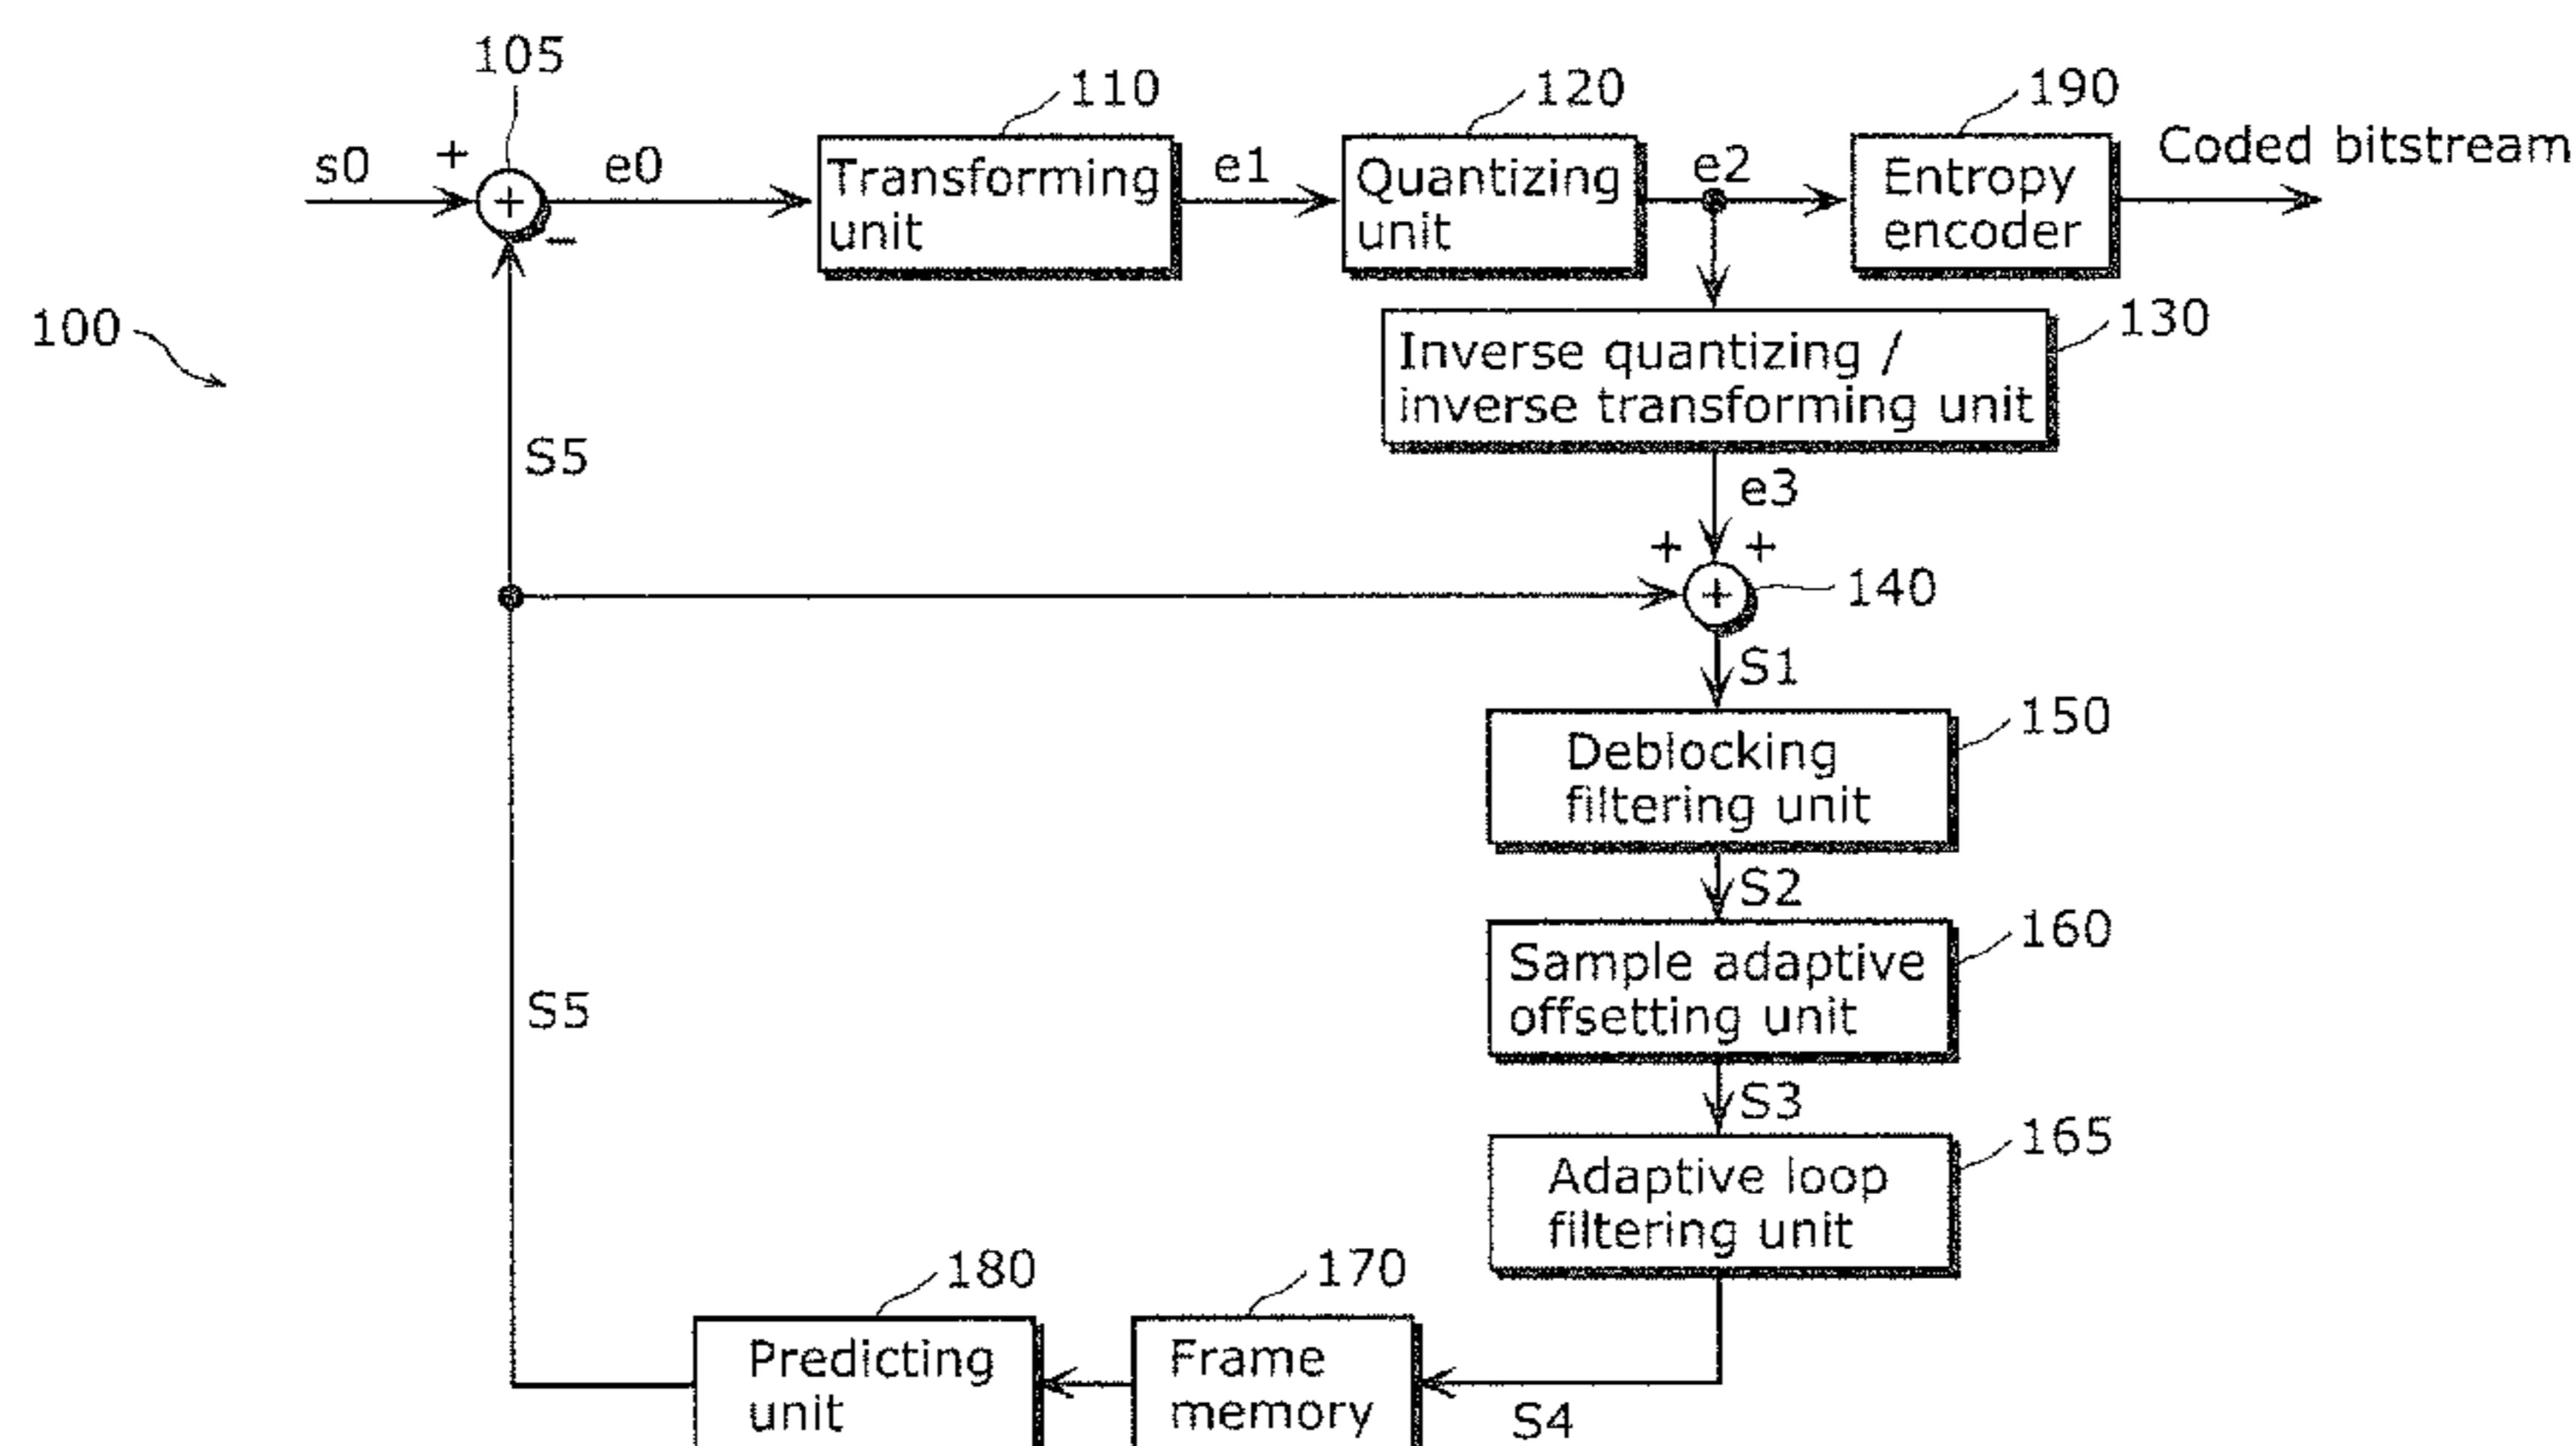 105
110
120
190
s0
+
+
−
e0
Transforming
unit
e1
Quantizing
unit
e2
Entropy
encoder
Coded bitstream
100
Inverse quantizing /
inverse transforming unit
130
S5
e3
+
+
+
140
S1
Deblocking
filtering unit
150
S2
Sample adaptive
offsetting unit
160
S5
S3
Adaptive loop
filtering unit
165
180
170
Predicting
unit
Frame
memory
S4